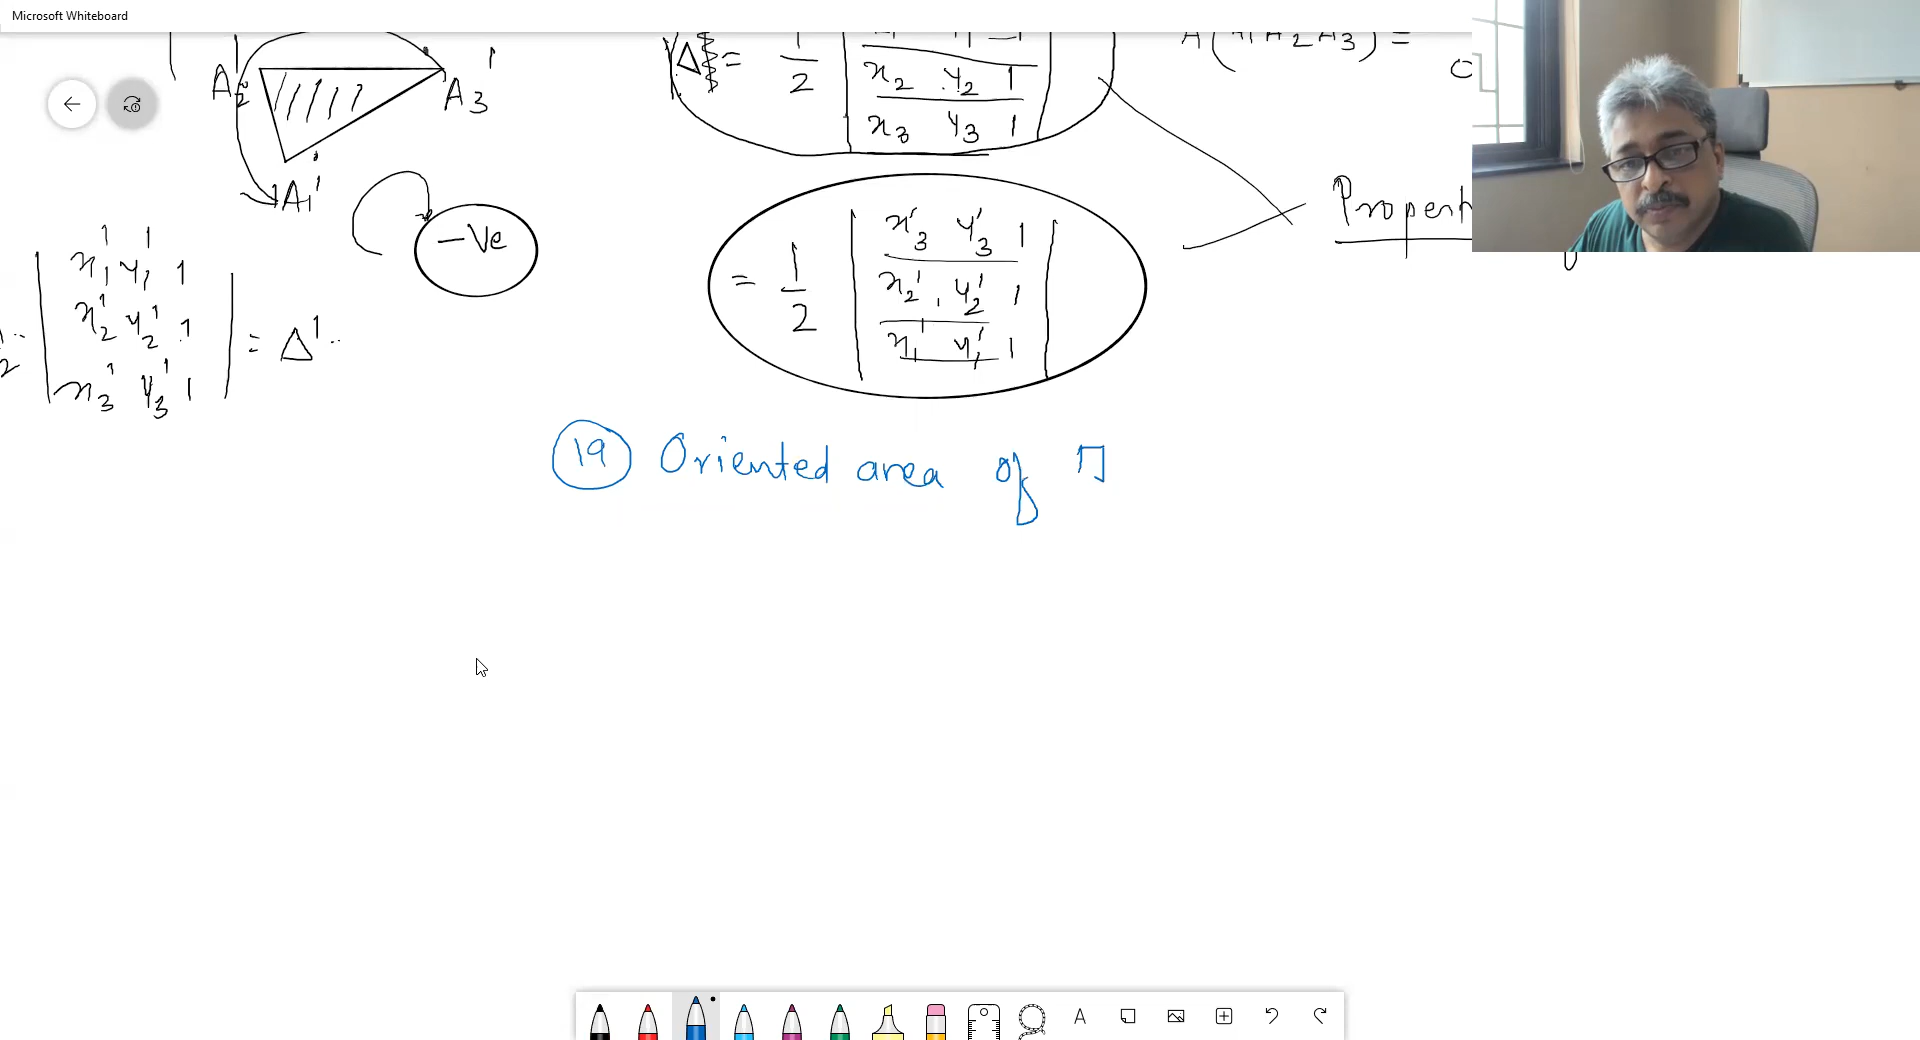 Microsoft Whiteboard
A₂' A₃'
A₁'
Δ = 1/2 | x₂ y₂ 1
x₃ y₃ 1 |
A(A₁A₂A₃) =
-Ve
= 1/2 | x₃' y₃' 1
x₂' y₂' 1
x₁' y₁' 1 |
| x₁' y₁' 1
x₂' y₂' 1
x₃' y₃' 1 | = Δ'
19 Oriented area of
A